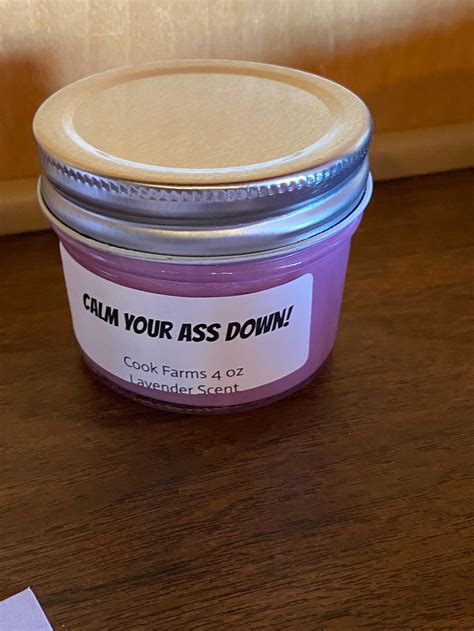 CALM YOUR ASS DOWN!
Cook Farms 4 oz
Lavender Scent